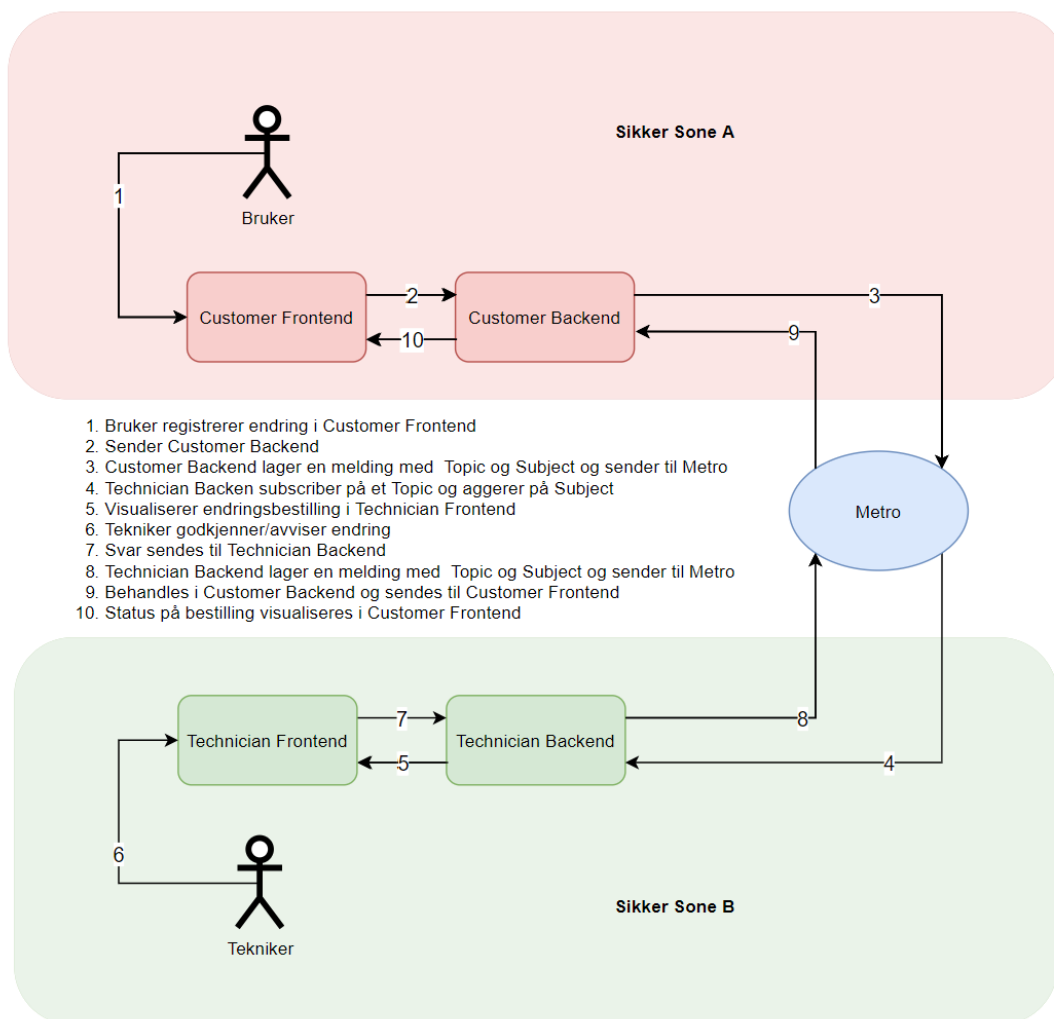 Sikker Sone A
1
Bruker
Customer Frontend
2
10
Customer Backend
3
9
1. Bruker registrerer endring i Customer Frontend
2. Sender Customer Backend
3. Customer Backend lager en melding med  Topic og Subject og sender til Metro
4. Technician Backen subscriber på et Topic og aggerer på Subject
5. Visualiserer endringsbestilling i Technician Frontend
6. Tekniker godkjenner/avviser endring
7. Svar sendes til Technician Backend
8. Technician Backend lager en melding med  Topic og Subject og sender til Metro
9. Behandles i Customer Backend og sendes til Customer Frontend
10. Status på bestilling visualiseres i Customer Frontend
Metro
Technician Frontend
7
5
Technician Backend
8
4
6
Tekniker
Sikker Sone B